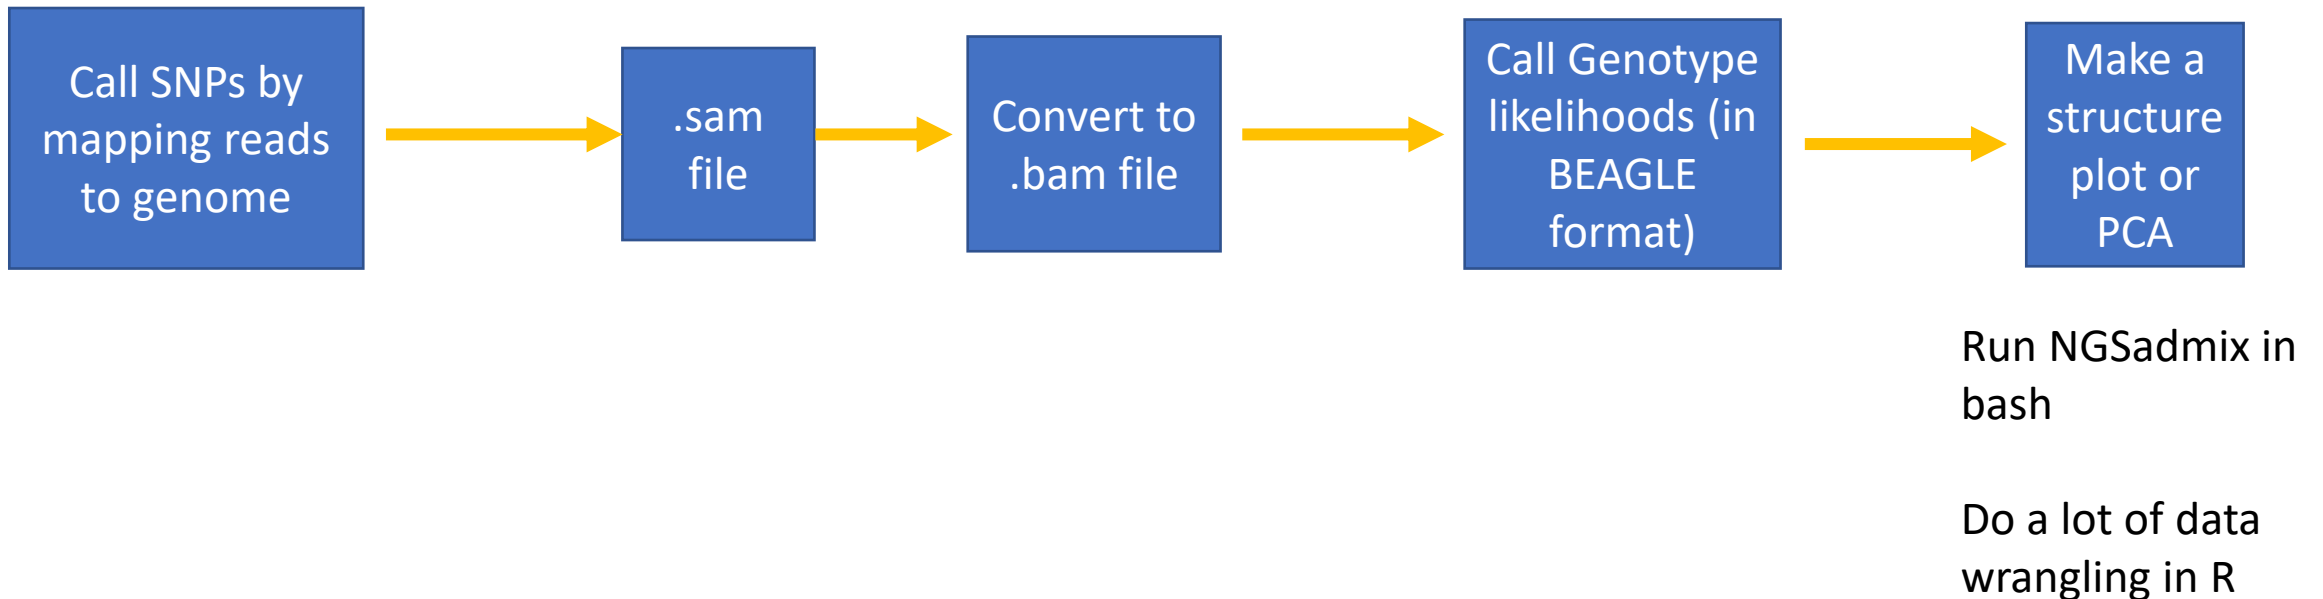 Call SNPs by
mapping reads
to genome
.sam
file
Convert to
.bam file
Call Genotype
likelihoods (in
BEAGLE
format)
Make a
structure
plot or
PCA
Run NGSadmix in
bash
Do a lot of data
wrangling in R